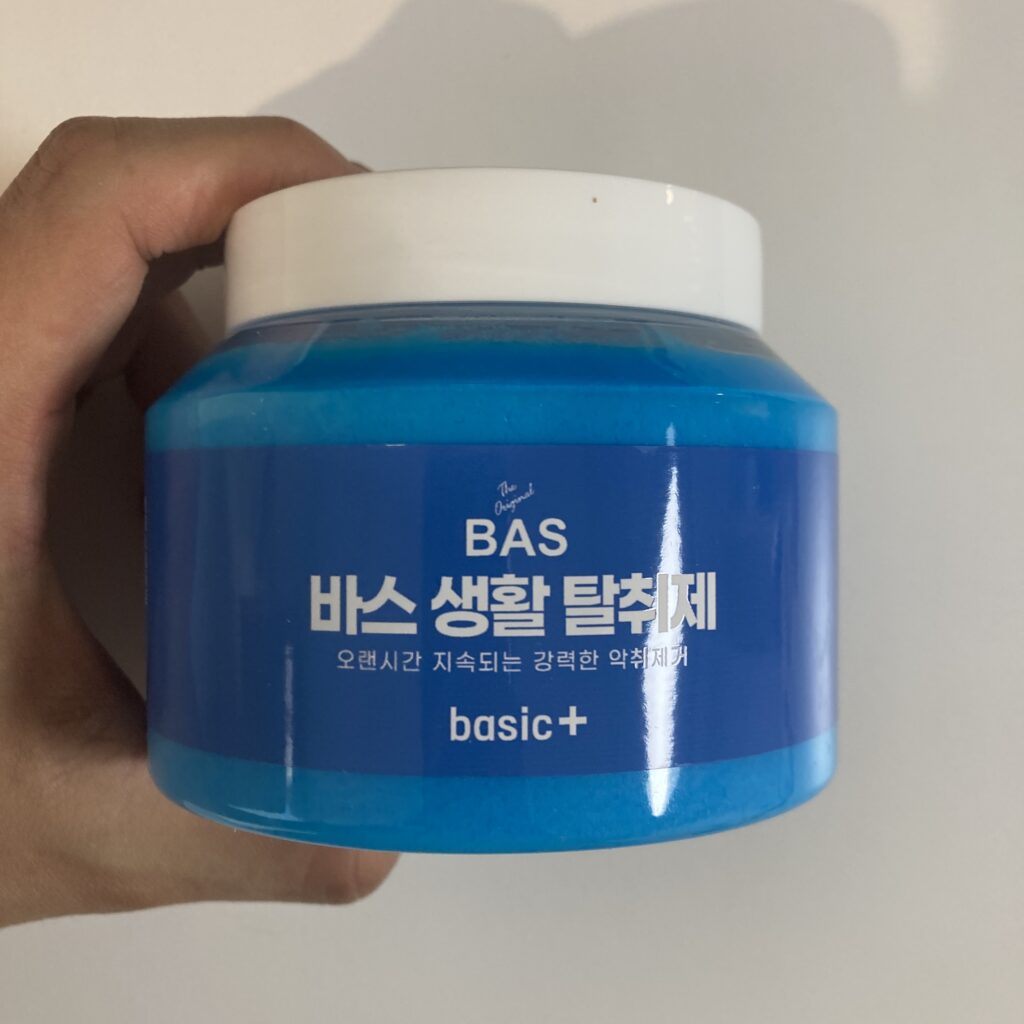 The
Original
BAS
바스 생활 탈취제
오랜시간 지속되는 강력한 악취제거
basic+